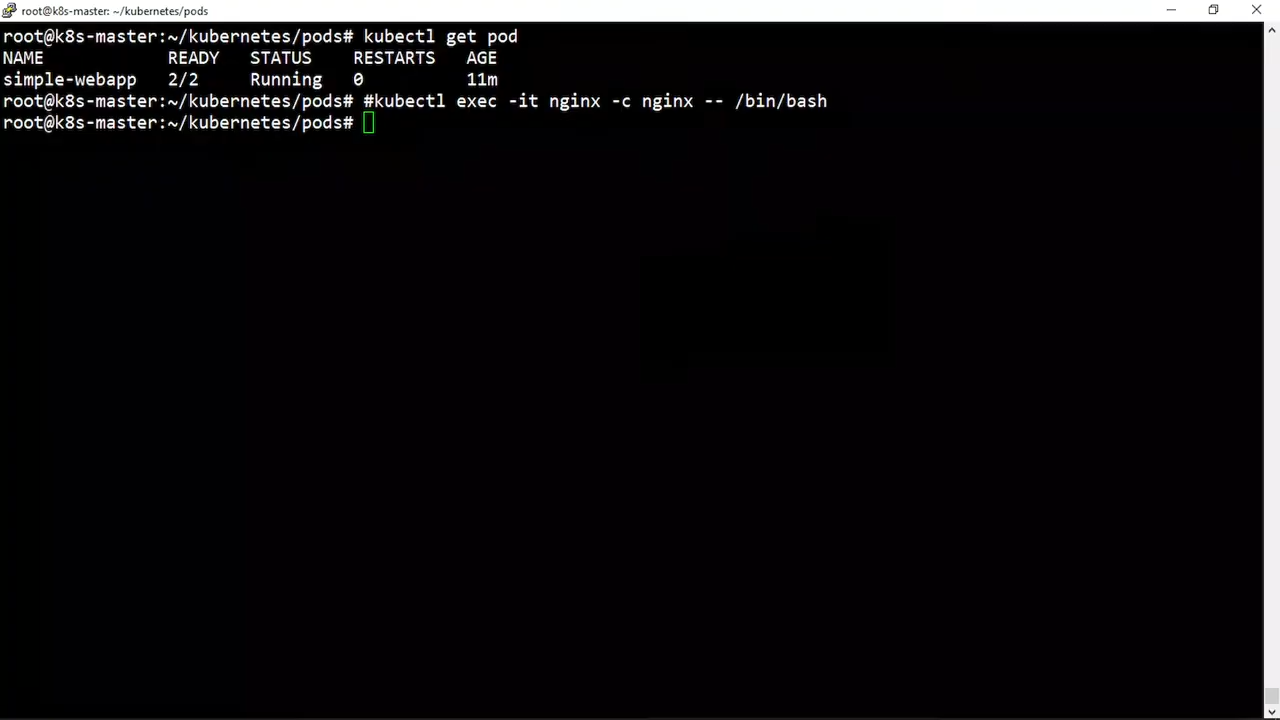 root@k8s-master: ~/kubernetes/pods
root@k8s-master:~/kubernetes/pods# kubectl get pod
NAME            READY   STATUS    RESTARTS   AGE
simple-webapp   2/2     Running   0          11m
root@k8s-master:~/kubernetes/pods# #kubectl exec -it nginx -c nginx -- /bin/bash
root@k8s-master:~/kubernetes/pods#